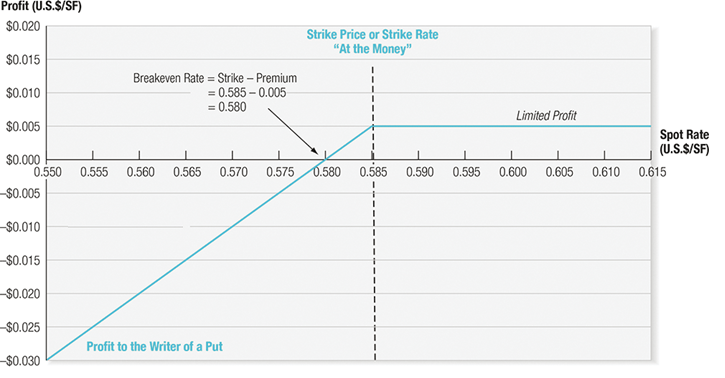 Profit (U.S.$/SF)
$0.020
Strike Price or Strike Rate
“At the Money”
$0.015
Breakeven Rate = Strike – Premium
= 0.585 – 0.005
= 0.580
$0.010
Limited Profit
$0.005
Spot Rate
(U.S.$/SF)
$0.000
0.550 0.555 0.560 0.565 0.570 0.575 0.580 0.585 0.590 0.595 0.600 0.605 0.610 0.615
–$0.005
–$0.010
–$0.015
–$0.020
–$0.025
Profit to the Writer of a Put
–$0.030